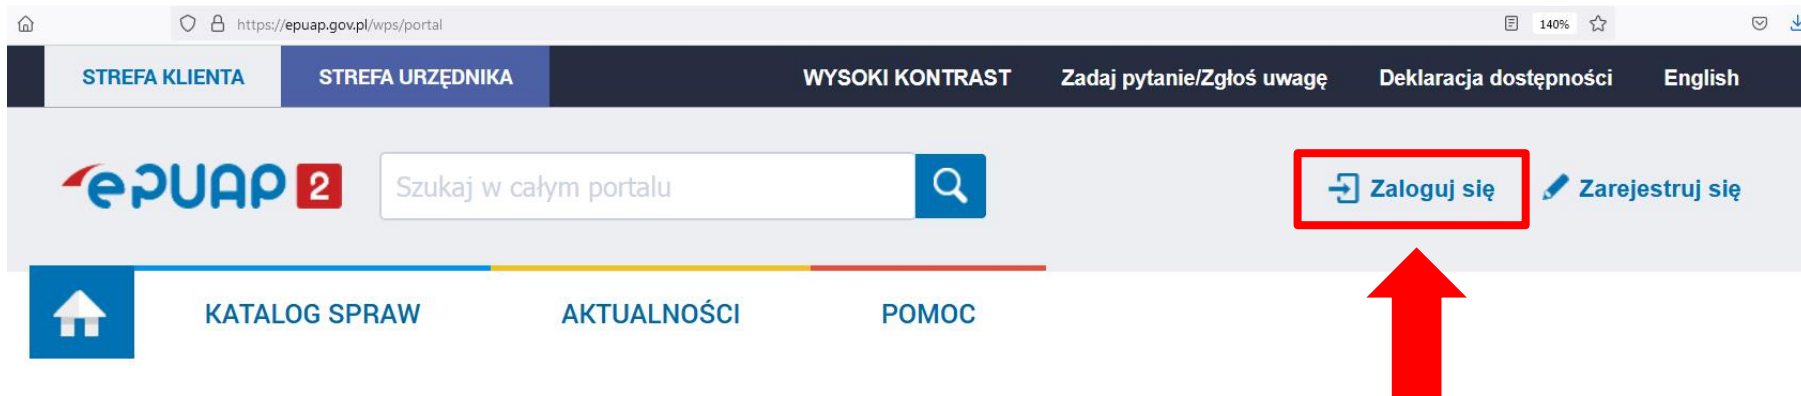 https://epuap.gov.pl/wps/portal 140%
STREFA KLIENTA STREFA URZĘDNIKA WYSOKI KONTRAST Zadaj pytanie/Zgłoś uwagę Deklaracja dostępności English
epuap 2 Szukaj w całym portalu Zaloguj się Zarejestruj się
KATALOG SPRAW AKTUALNOŚCI POMOC